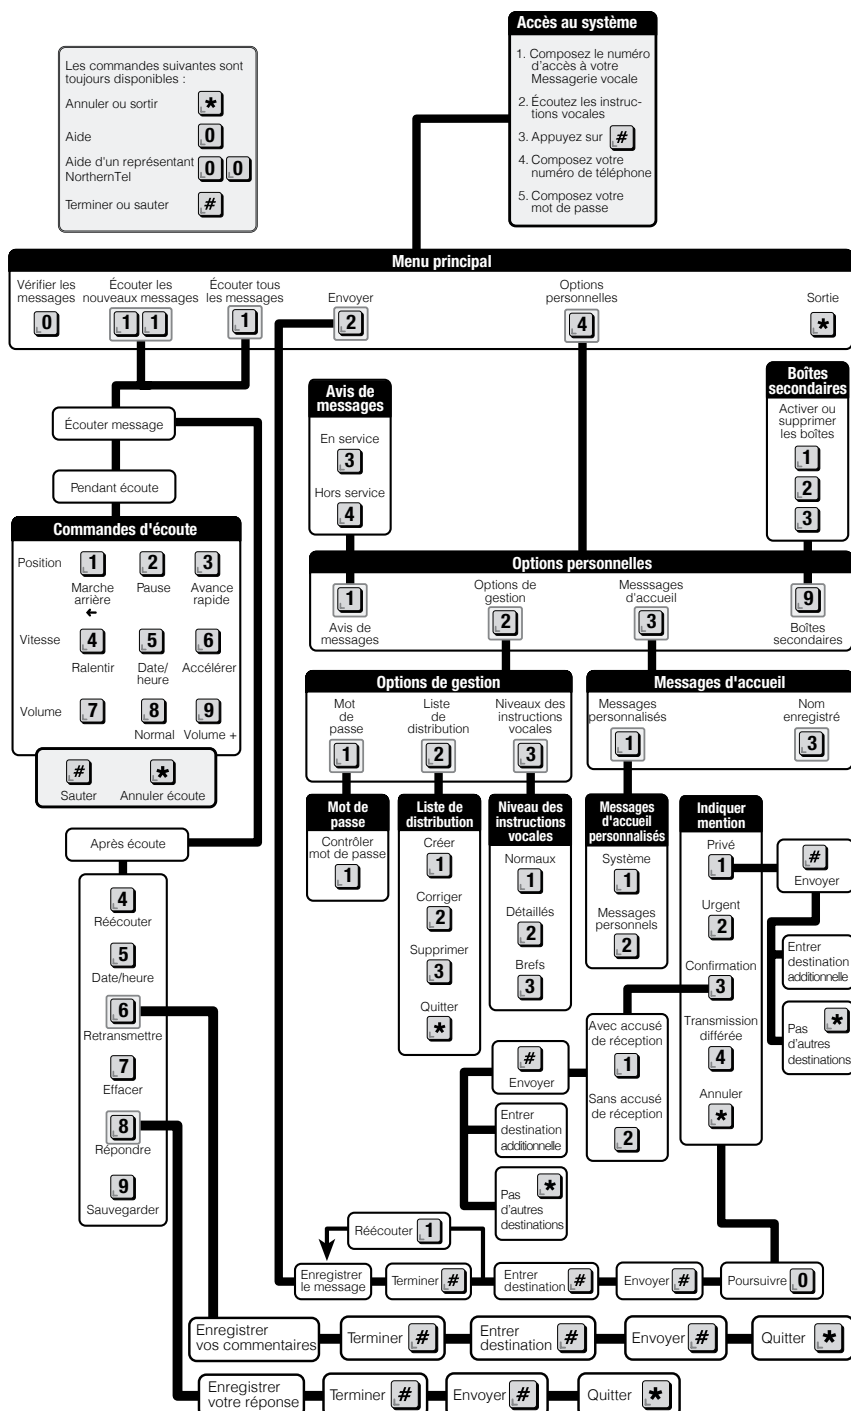 Accès au système
1. Composez le numéro
d'accès à votre
Messagerie vocale
2. Écoutez les instruc-
tions vocales
3. Appuyez sur #
4. Composez votre
numéro de téléphone
5. Composez votre
mot de passe
Les commandes suivantes sont
toujours disponibles :
Annuler ou sortir *
Aide 0
Aide d'un représentant
NorthernTel 0 0
Terminer ou sauter #
Menu principal
Vérifier les
messages
0
Écouter les
nouveaux messages
1 1
Écouter tous
les messages
1
Envoyer
2
Options
personnelles
4
Sortie
*
Écouter message
Pendant écoute
Commandes d'écoute
Position 1 2 3
Marche
arrière
←
Pause
Avance
rapide
Vitesse 4 5 6
Ralentir
Date/
heure
Accélérer
Volume 7 8 9
Normal
Volume +
# *
Sauter Annuler écoute
Avis de
messages
En service
3
Hors service
4
Boîtes
secondaires
Activer ou
supprimer
les boîtes
1
2
3
Options personnelles
1
Avis de
messages
Options de
gestion
2
Messsages
d'accueil
3
9
Boîtes
secondaires
Options de gestion
Mot
de
passe
1
Liste
de
distribution
2
Niveaux des
instructions
vocales
3
Messages d'accueil
Messages
personnalisés
1
Nom
enregistré
3
Mot de
passe
Contrôler
mot de passe
1
Liste de
distribution
Créer
1
Corriger
2
Supprimer
3
Quitter
*
Niveau des
instructions
vocales
Normaux
1
Détaillés
2
Brefs
3
Messages
d'accueil
personnalisés
Système
1
Messages
personnels
2
Indiquer
mention
Privé
1
Urgent
2
Confirmation
3
Transmission
différée
4
Annuler
*
#
Envoyer
Entrer
destination
additionnelle
Pas *
d'autres
destinations
Avec accusé
de réception
1
Sans accusé
de réception
2
#
Envoyer
Entrer
destination
additionnelle
Pas *
d'autres
destinations
Après écoute
4
Réécouter
5
Date/heure
6
Retransmettre
7
Effacer
8
Répondre
9
Sauvegarder
Réécouter 1
Enregistrer
le message
Terminer #
Entrer
destination #
Envoyer #
Poursuivre 0
Enregistrer
vos commentaires
Terminer #
Entrer
destination #
Envoyer #
Quitter *
Enregistrer
votre réponse
Terminer #
Envoyer #
Quitter *